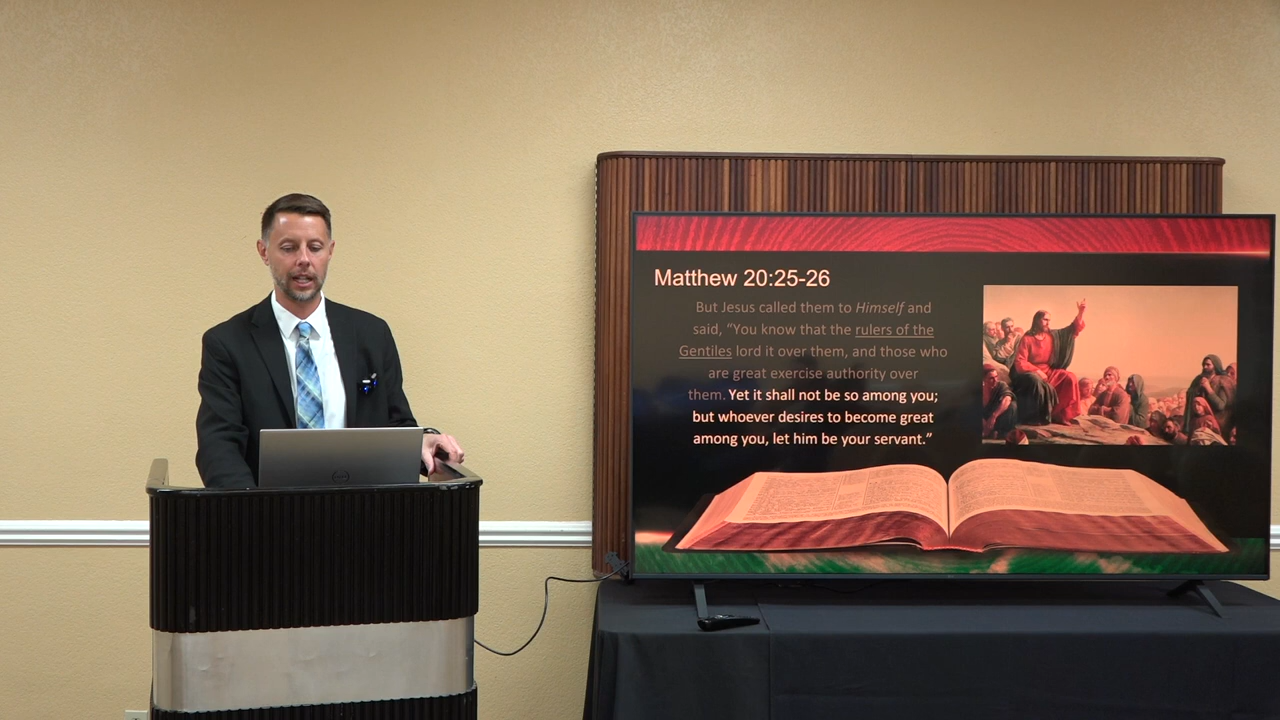 Matthew 20:25-26
But Jesus called them to Himself and
said, “You know that the rulers of the
Gentiles lord it over them, and those who
are great exercise authority over
them. Yet it shall not be so among you;
but whoever desires to become great
among you, let him be your servant.”